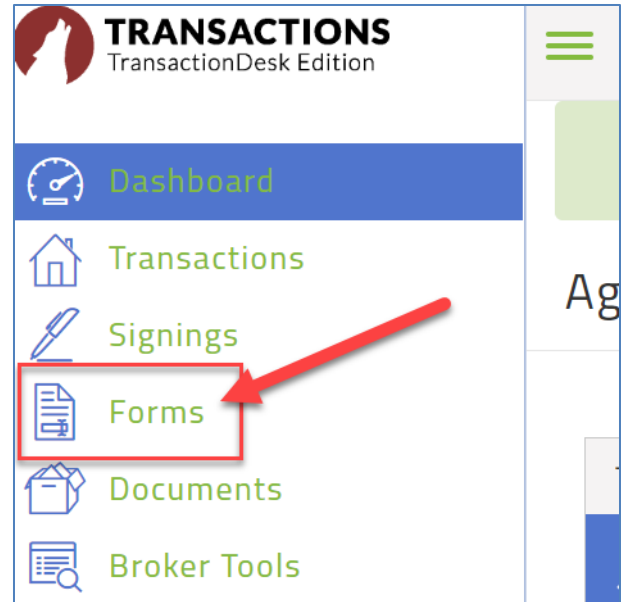 TRANSACTIONS
TransactionDesk Edition
Dashboard
Transactions
Ag
Signings
Forms
Documents
Broker Tools